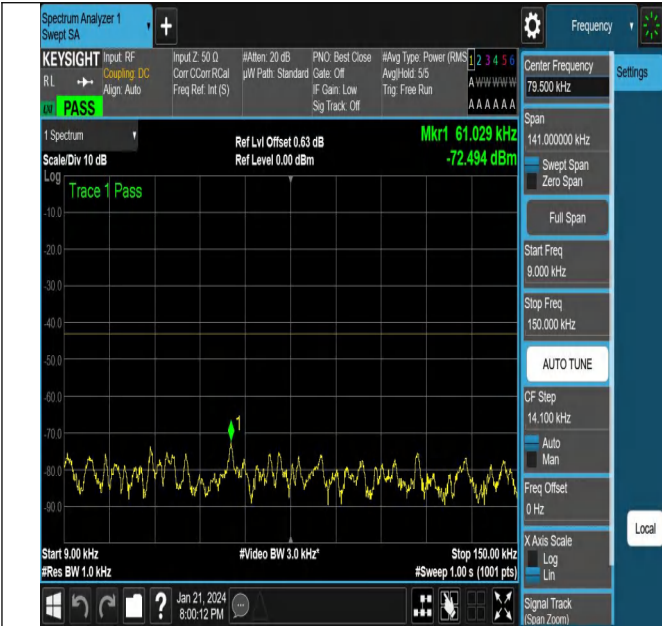 Spectrum Analyzer 1
Swept SA
+
Frequency
KEYSIGHT
RL
LXI
PASS
Input: RF
Coupling: DC
Align: Auto
Input Z: 50 Ω
Corr CCorr RCal
Freq Ref: Int (S)
#Atten: 20 dB
µW Path: Standard
PNO: Best Close
Gate: Off
IF Gain: Low
Sig Track: Off
#Avg Type: Power (RMS
Avg|Hold: 5/5
Trig: Free Run
1 2 3 4 5 6
A W W W W W
A A A A A A
1 Spectrum
Scale/Div 10 dB
Ref Lvl Offset 0.63 dB
Ref Level 0.00 dBm
Mkr1 61.029 kHz
-72.494 dBm
Log
Trace 1 Pass
-10.0
-20.0
-30.0
-40.0
-50.0
-60.0
-70.0
-80.0
-90.0
1
Start 9.00 kHz
#Res BW 1.0 kHz
#Video BW 3.0 kHz*
Stop 150.00 kHz
#Sweep 1.00 s (1001 pts)
?
Jan 21, 2024
8:00:12 PM
Center Frequency
79.500 kHz
Settings
Span
141.000000 kHz
Swept Span
Zero Span
Full Span
Start Freq
9.000 kHz
Stop Freq
150.000 kHz
AUTO TUNE
CF Step
14.100 kHz
Auto
Man
Freq Offset
0 Hz
X Axis Scale
Log
Lin
Local
Signal Track
(Span Zoom)